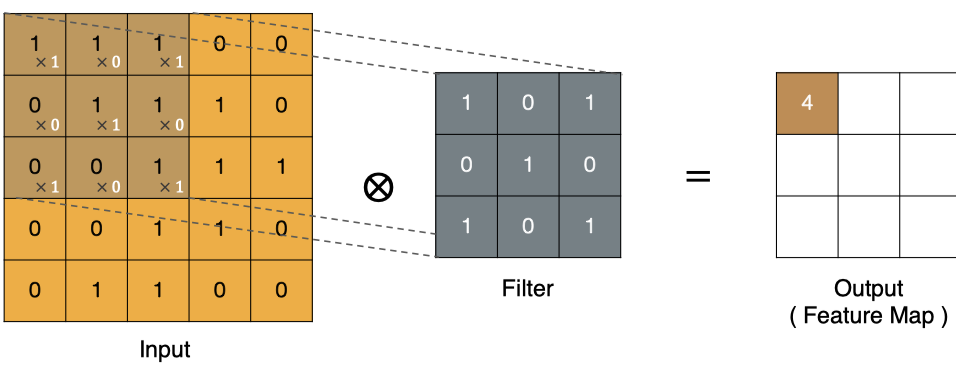 1 1 1 0 0
×1 ×0 ×1
0 1 1 1 0
×0 ×1 ×0
0 0 1 1 1
×1 ×0 ×1
0 0 1 1 0
0 1 1 0 0
Input
⊗
1 0 1
0 1 0
1 0 1
Filter
=
4
Output
( Feature Map )